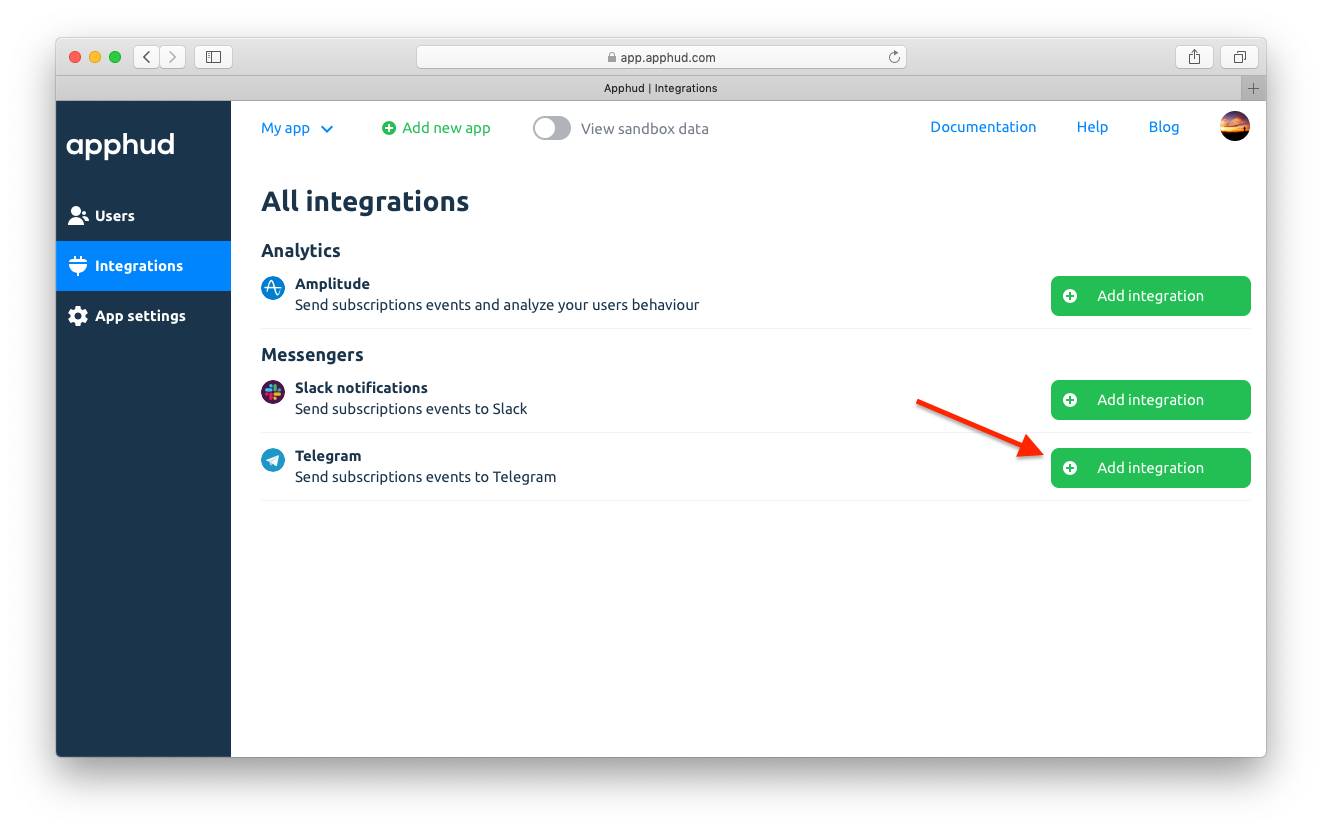 app.apphud.com
Apphud | Integrations
apphud
My app
Add new app
View sandbox data
Documentation
Help
Blog
Users
Integrations
App settings
All integrations
Analytics
Amplitude
Send subscriptions events and analyze your users behaviour
Add integration
Messengers
Slack notifications
Send subscriptions events to Slack
Add integration
Telegram
Send subscriptions events to Telegram
Add integration